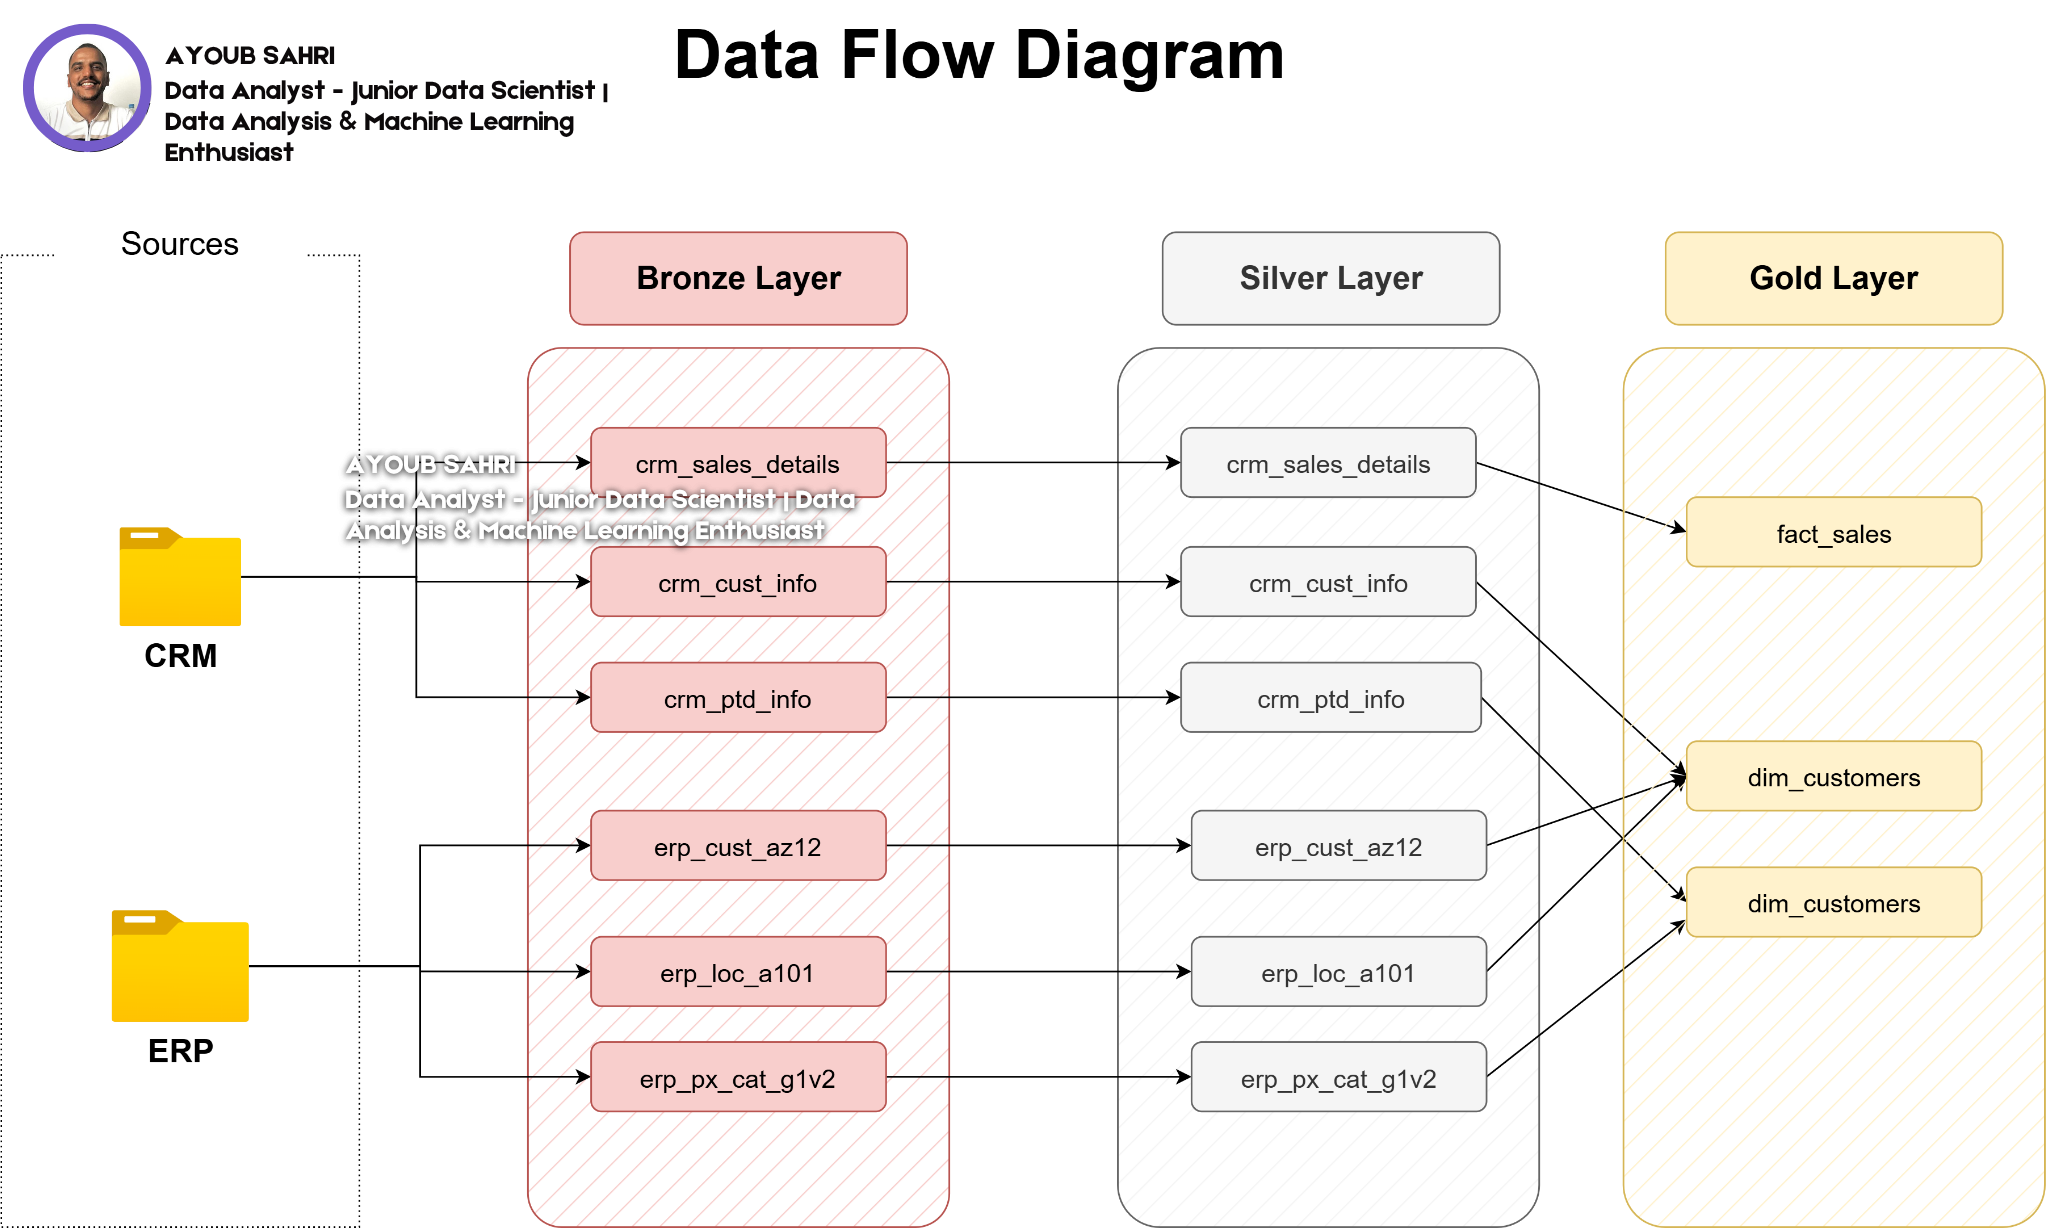 AYOUB SAHRI
Data Analyst - Junior Data Scientist |
Data Analysis & Machine Learning
Enthusiast
Data Flow Diagram
Sources
Bronze Layer
Silver Layer
Gold Layer
AYOUB SAHRI
Data Analyst - Junior Data Scientist | Data
Analysis & Machine Learning Enthusiast
CRM
ERP
crm_sales_details
crm_cust_info
crm_ptd_info
erp_cust_az12
erp_loc_a101
erp_px_cat_g1v2
crm_sales_details
crm_cust_info
crm_ptd_info
erp_cust_az12
erp_loc_a101
erp_px_cat_g1v2
fact_sales
dim_customers
dim_customers